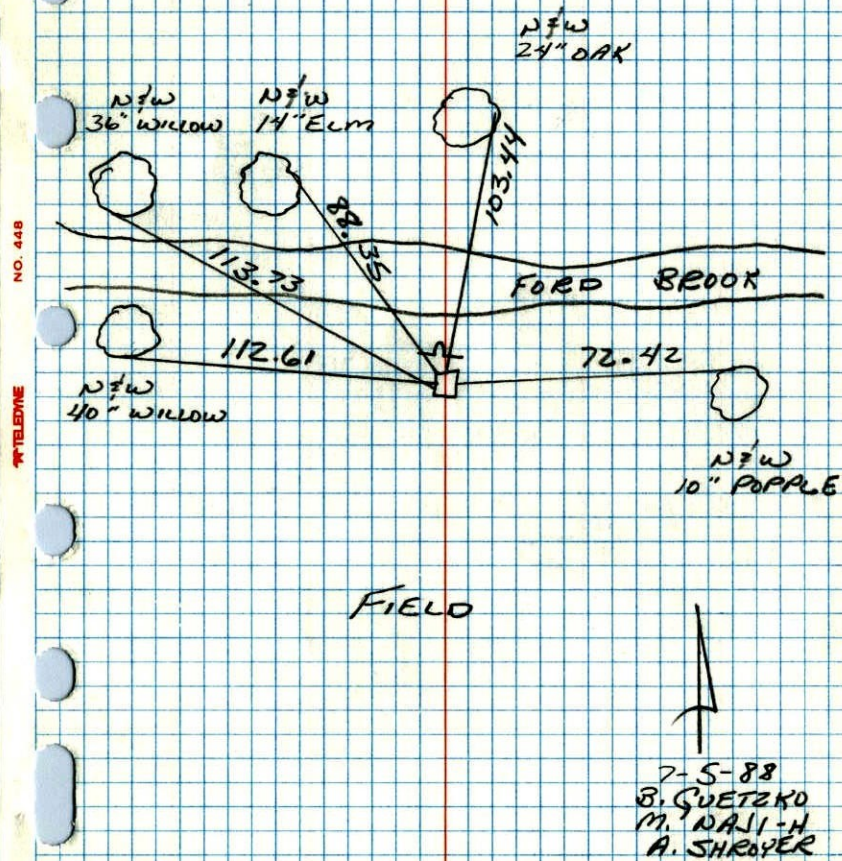 N & W
24" OAK
N & W
36" WILLOW
N & W
14" ELM
103.44
88.35
113.73
FORD BROOK
112.61
72.42
N & W
40" WILLOW
N & W
10" POPPLE
FIELD
7-5-88
B. GUETZKO
M. NAJI-H
A. SHROYER
NO. 448
TELEDYNE